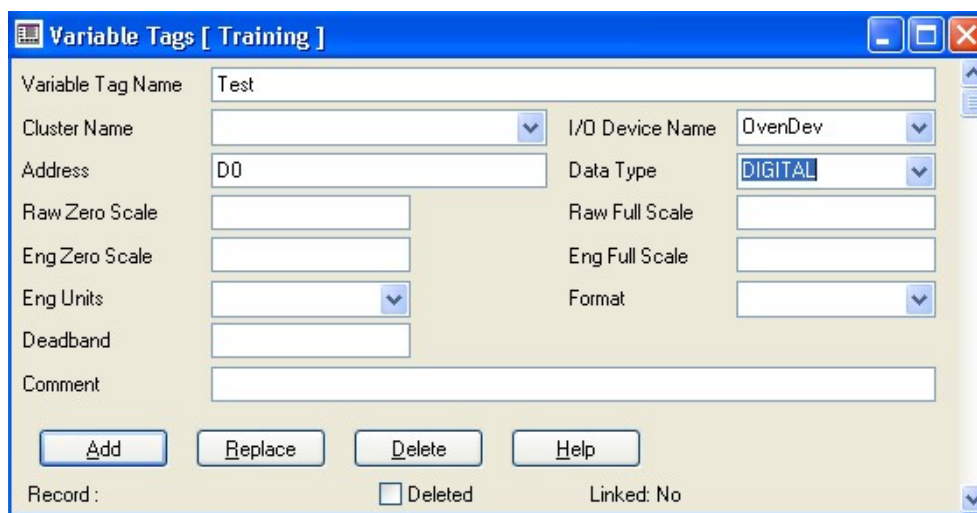 Variable Tags [ Training ]
Variable Tag Name Test
Cluster Name I/O Device Name OvenDev
Address D0 Data Type DIGITAL
Raw Zero Scale Raw Full Scale
Eng Zero Scale Eng Full Scale
Eng Units Format
Deadband
Comment
Add Replace Delete Help
Record : Deleted Linked: No